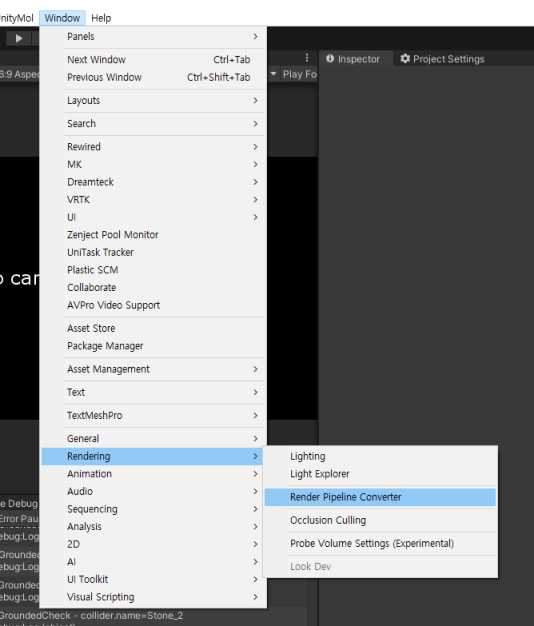 nityMol Window Help
Panels
Next Window Ctrl+Tab
Previous Window Ctrl+Shift+Tab
Layouts
Search
Rewired
MK
Dreamteck
VRTK
UI
Zenject Pool Monitor
UniTask Tracker
Plastic SCM
Collaborate
AVPro Video Support
Asset Store
Package Manager
Asset Management
Text
TextMeshPro
General
Rendering
Animation
Audio
Sequencing
Analysis
2D
AI
UI Toolkit
Visual Scripting
Lighting
Light Explorer
Render Pipeline Converter
Occlusion Culling
Probe Volume Settings (Experimental)
Look Dev
6:9 Aspec
Play Fo
Inspector Project Settings
o car
e Debug
Error Pau
ebug:Log
Grounded
ebug:Log
Grounded
ebug:Log
GroundedCheck - collider.name=Stone_2